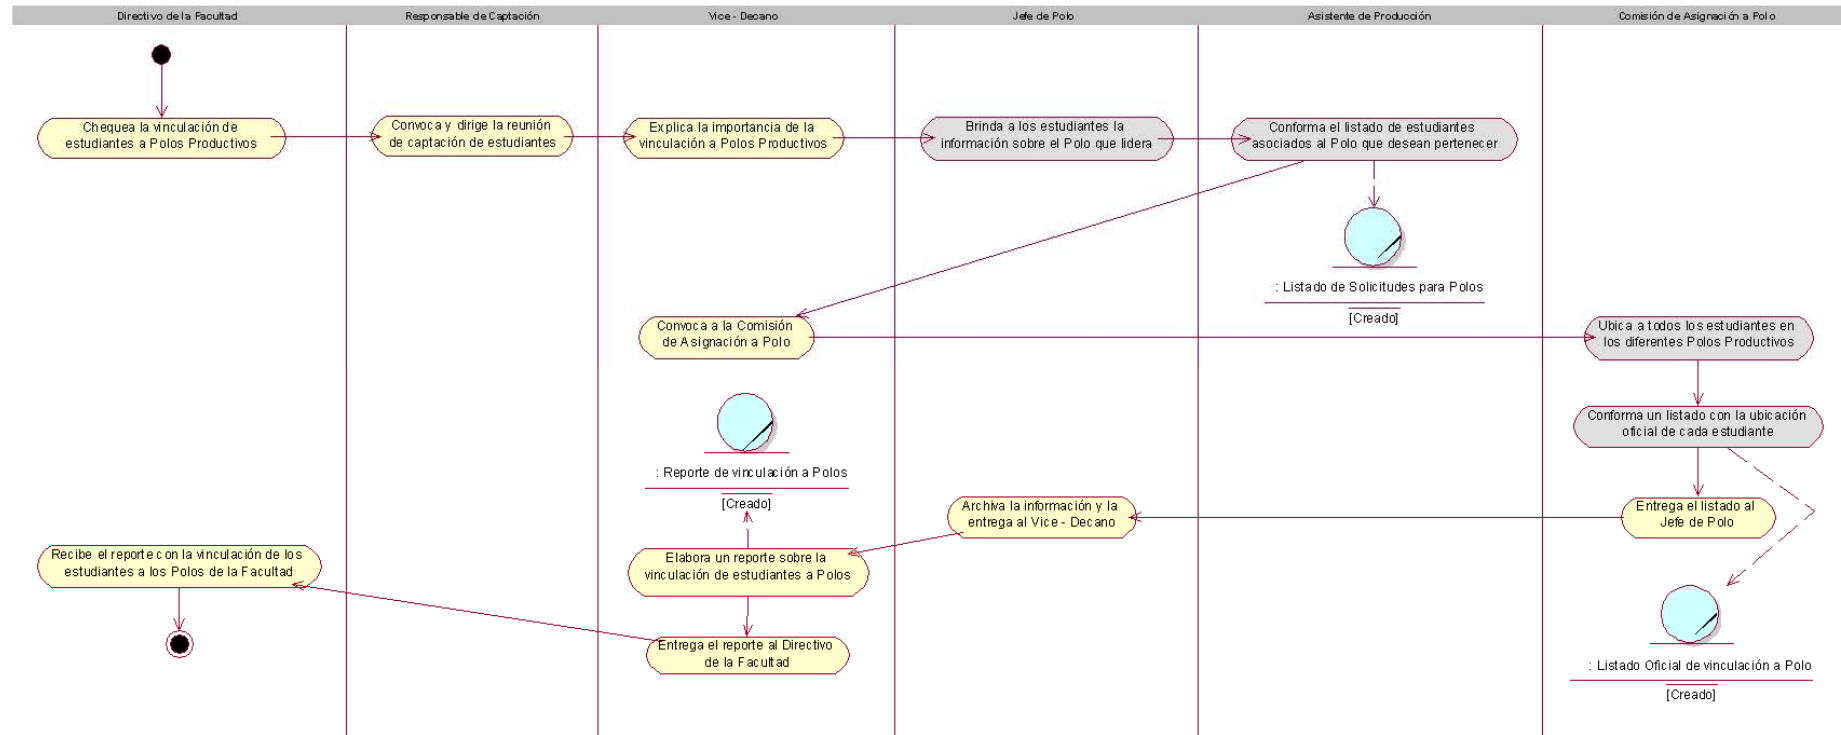 Directivo de la Facultad
Responsable de Captación
Vice - Decano
Jefe de Polo
Asistente de Producción
Comisión de Asignación a Polo
Chequea la vinculación de
estudiantes a Polos Productivos
Convoca y dirige la reunión
de captación de estudiantes
Explica la importancia de la
vinculación a Polos Productivos
Brinda a los estudiantes la
información sobre el Polo que lidera
Conforma el listado de estudiantes
asociados al Polo que desean pertenecer
: Listado de Solicitudes para Polos
[Creado]
Convoca a la Comisión
de Asignación a Polo
Ubica a todos los estudiantes en
los diferentes Polos Productivos
Conforma un listado con la ubicación
oficial de cada estudiante
: Reporte de vinculación a Polos
[Creado]
Archiva la información y la
entrega al Vice - Decano
Entrega el listado al
Jefe de Polo
Recibe el reporte con la vinculación de los
estudiantes a los Polos de la Facultad
Elabora un reporte sobre la
vinculación de estudiantes a Polos
Entrega el reporte al Directivo
de la Facultad
: Listado Oficial de vinculación a Polo
[Creado]